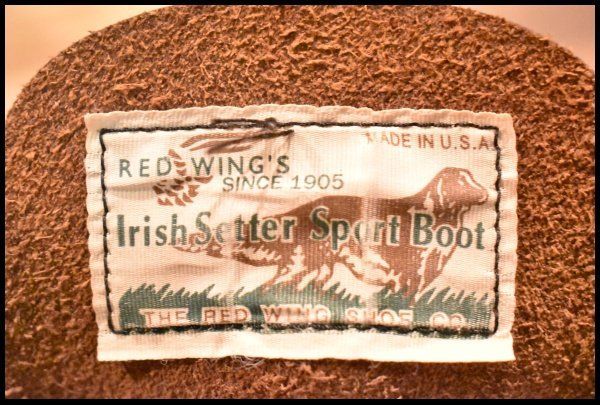 MADE IN U.S.A.
RED WING'S
SINCE 1905
Irish Setter Sport Boot
THE RED WING SHOE CO.